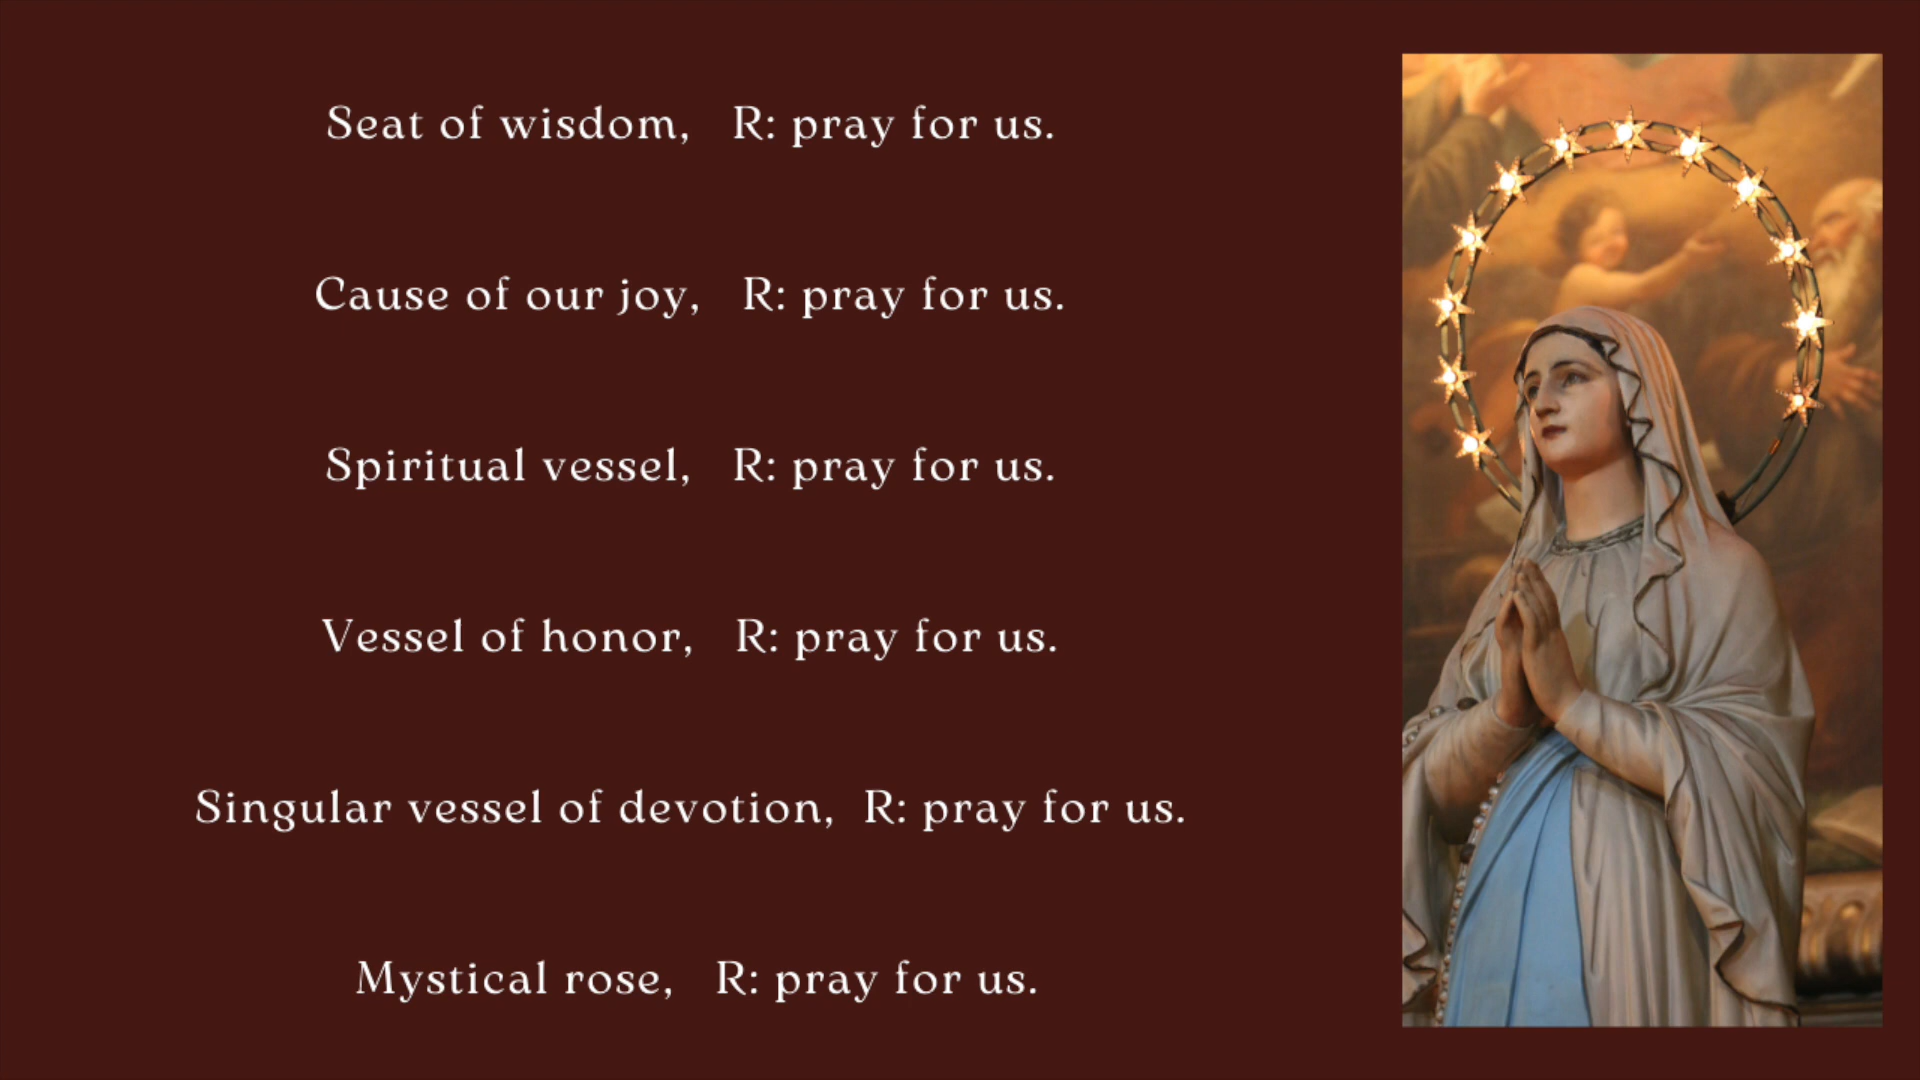 Seat of wisdom, R: pray for us.
Cause of our joy, R: pray for us.
Spiritual vessel, R: pray for us.
Vessel of honor, R: pray for us.
Singular vessel of devotion, R: pray for us.
Mystical rose, R: pray for us.